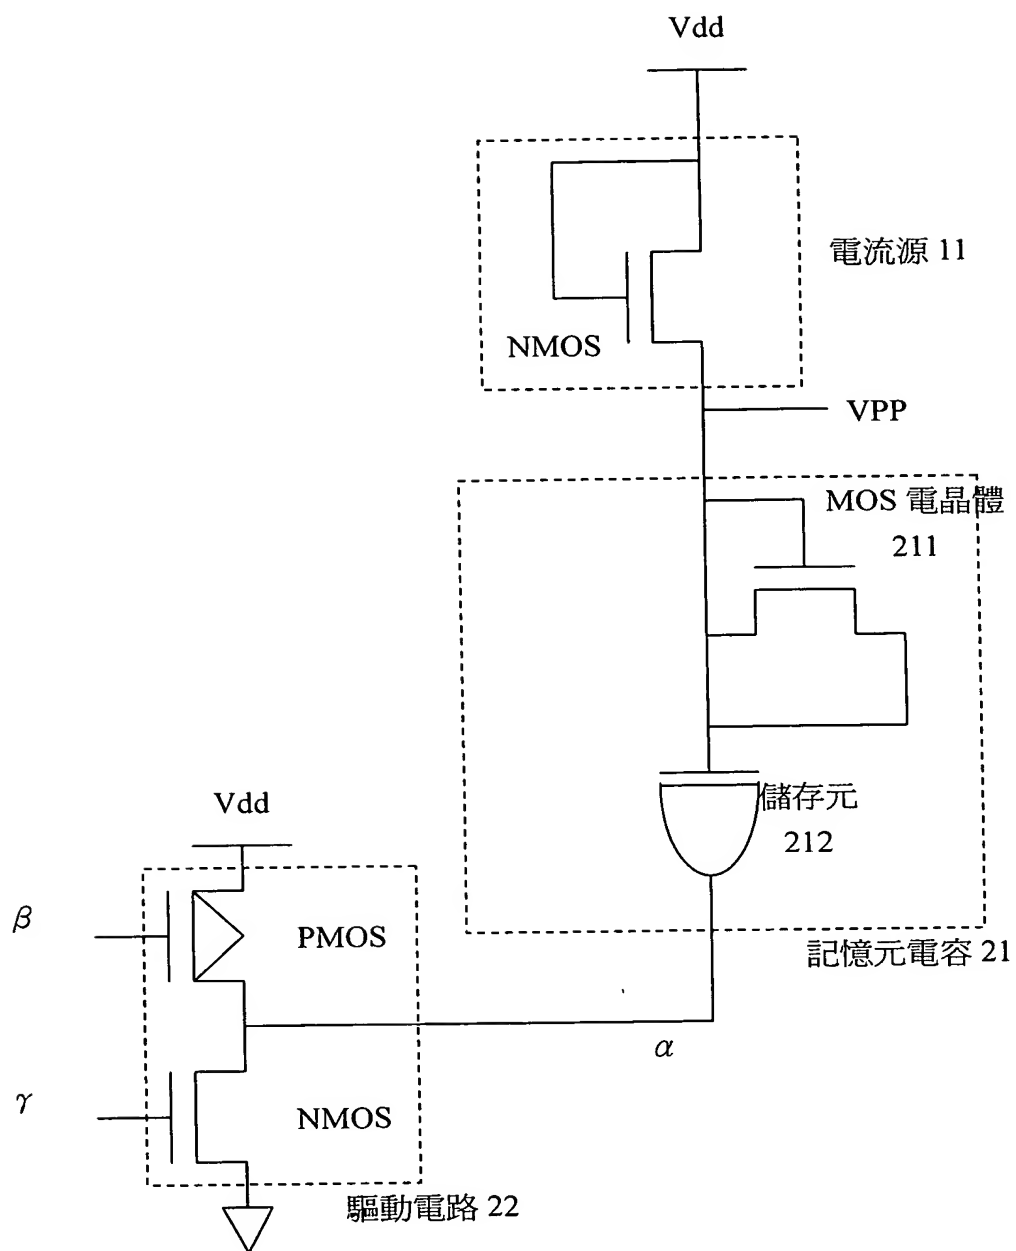 Vdd
電流源 11
NMOS
VPP
MOS 電晶體
211
儲存元
212
Vdd
β
PMOS
記憶元電容 21
α
γ
NMOS
驅動電路 22